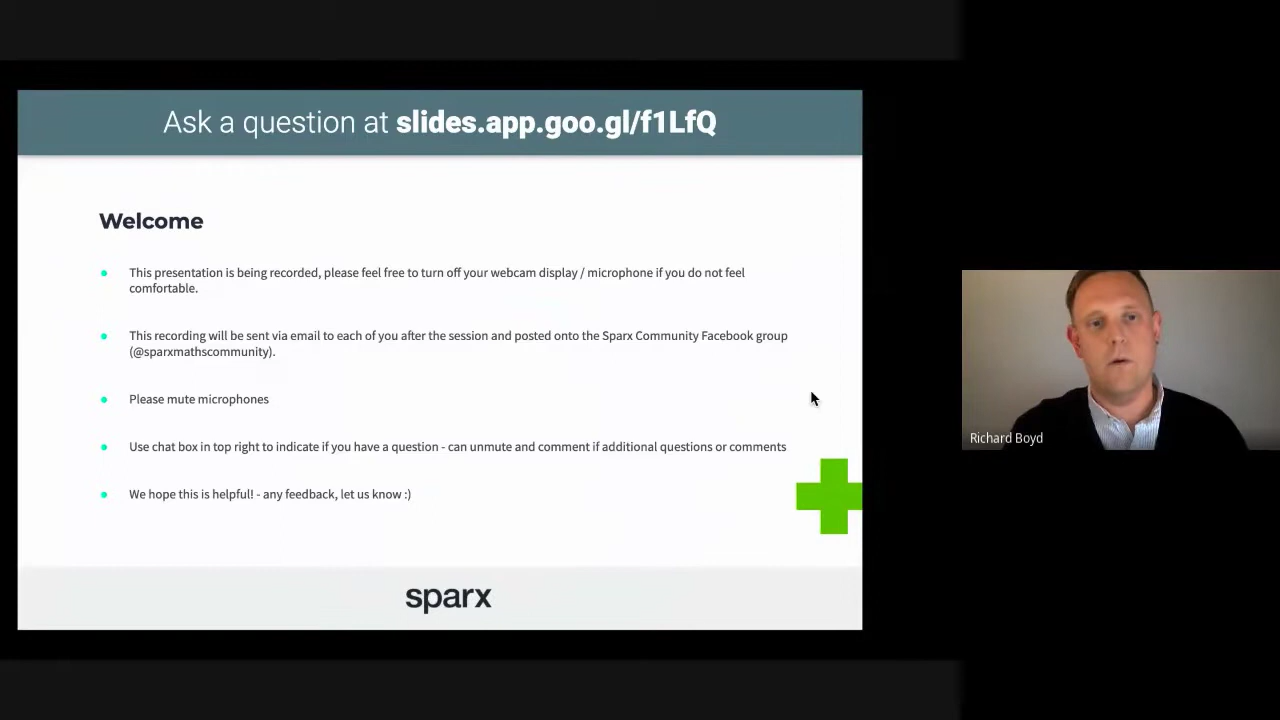 Ask a question at slides.app.goo.gl/f1LfQ
Welcome
This presentation is being recorded, please feel free to turn off your webcam display / microphone if you do not feel
comfortable.
This recording will be sent via email to each of you after the session and posted onto the Sparx Community Facebook group
(@sparxmathscommunity).
Please mute microphones
Use chat box in top right to indicate if you have a question - can unmute and comment if additional questions or comments
We hope this is helpful! - any feedback, let us know :)
sparx
Richard Boyd